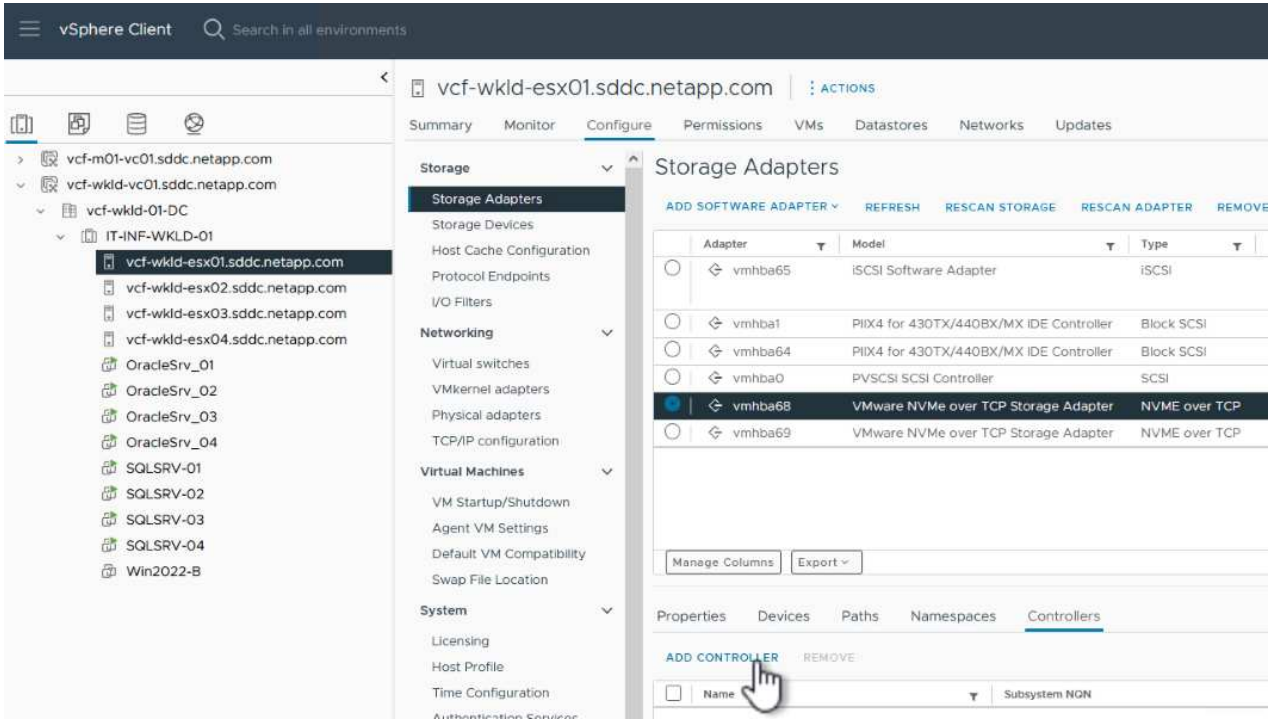 vSphere Client
Search in all environments
vcf-m01-vc01.sddc.netapp.com
vcf-wkld-vc01.sddc.netapp.com
vcf-wkld-01-DC
IT-INF-WKLD-01
vcf-wkld-esx01.sddc.netapp.com
vcf-wkld-esx02.sddc.netapp.com
vcf-wkld-esx03.sddc.netapp.com
vcf-wkld-esx04.sddc.netapp.com
OracleSrv_01
OracleSrv_02
OracleSrv_03
OracleSrv_04
SQLSRV-01
SQLSRV-02
SQLSRV-03
SQLSRV-04
Win2022-B
vcf-wkld-esx01.sddc.netapp.com ACTIONS
Summary Monitor Configure Permissions VMs Datastores Networks Updates
Storage
Storage Adapters
Storage Devices
Host Cache Configuration
Protocol Endpoints
I/O Filters
Networking
Virtual switches
VMkernel adapters
Physical adapters
TCP/IP configuration
Virtual Machines
VM Startup/Shutdown
Agent VM Settings
Default VM Compatibility
Swap File Location
System
Licensing
Host Profile
Time Configuration
Authentication Services
Storage Adapters
ADD SOFTWARE ADAPTER REFRESH RESCAN STORAGE RESCAN ADAPTER REMOVE
Adapter Model Type
vmhba65 iSCSI Software Adapter iSCSI
vmhba1 PIIX4 for 430TX/440BX/MX IDE Controller Block SCSI
vmhba64 PIIX4 for 430TX/440BX/MX IDE Controller Block SCSI
vmhba0 PVSCSI SCSI Controller SCSI
vmhba68 VMware NVMe over TCP Storage Adapter NVME over TCP
vmhba69 VMware NVMe over TCP Storage Adapter NVME over TCP
Manage Columns Export
Properties Devices Paths Namespaces Controllers
ADD CONTROLLER REMOVE
Name Subsystem NQN